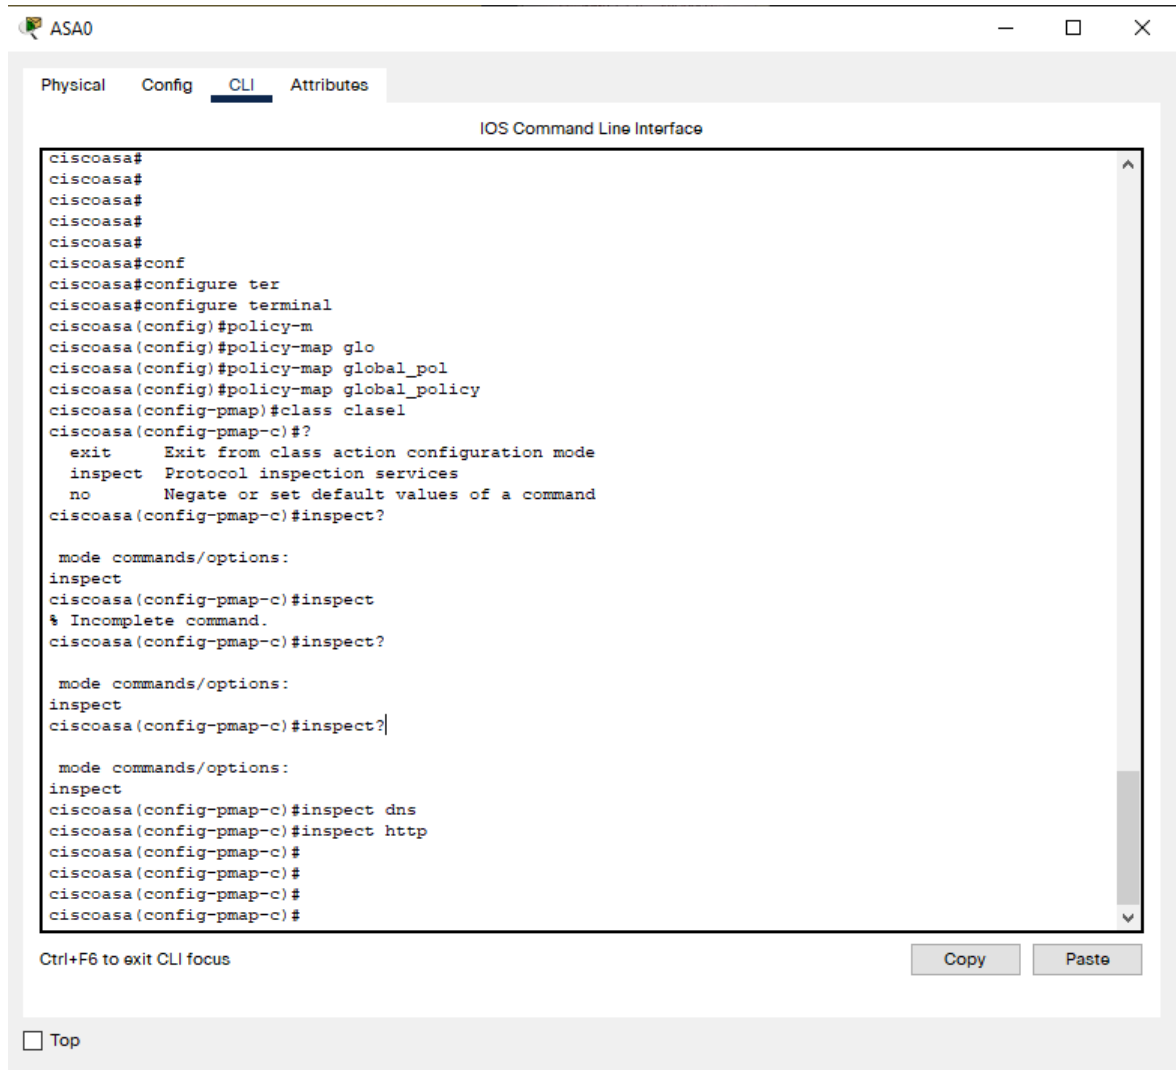 ASA0
Physical Config CLI Attributes
IOS Command Line Interface
ciscoasa#
ciscoasa#
ciscoasa#
ciscoasa#
ciscoasa#
ciscoasa#conf
ciscoasa#configure ter
ciscoasa#configure terminal
ciscoasa(config)#policy-m
ciscoasa(config)#policy-map glo
ciscoasa(config)#policy-map global_pol
ciscoasa(config)#policy-map global_policy
ciscoasa(config-pmap)#class clase1
ciscoasa(config-pmap-c)#?
  exit     Exit from class action configuration mode
  inspect  Protocol inspection services
  no       Negate or set default values of a command
ciscoasa(config-pmap-c)#inspect?
 mode commands/options:
inspect
ciscoasa(config-pmap-c)#inspect
% Incomplete command.
ciscoasa(config-pmap-c)#inspect?
 mode commands/options:
inspect
ciscoasa(config-pmap-c)#inspect?
 mode commands/options:
inspect
ciscoasa(config-pmap-c)#inspect dns
ciscoasa(config-pmap-c)#inspect http
ciscoasa(config-pmap-c)#
ciscoasa(config-pmap-c)#
ciscoasa(config-pmap-c)#
ciscoasa(config-pmap-c)#
Ctrl+F6 to exit CLI focus Copy Paste
Top